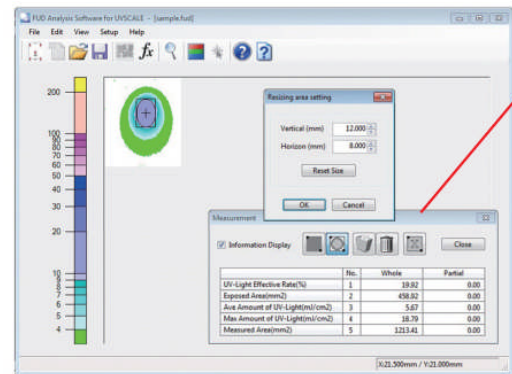 FUD Analysis Software for UVSCALE - [sample.fud]
File Edit View Setup Help
fx
200
100
90
80
70
60
50
40
30
20
10
9
8
7
6
5
4
Resizing area setting
Vertical (mm) 12.000
Horizon (mm) 8.000
Reset Size
OK Cancel
Measurement
Information Display Close
No. Whole Partial
UV-Light Effective Rate(%) 1 19.92 0.00
Exposed Area(mm2) 2 458.92 0.00
Ave Amount of UV-Light(mJ/cm2) 3 5.67 0.00
Max Amount of UV-Light(mJ/cm2) 4 18.79 0.00
Measured Area(mm2) 5 1213.41 0.00
X:21.500mm / Y:21.000mm